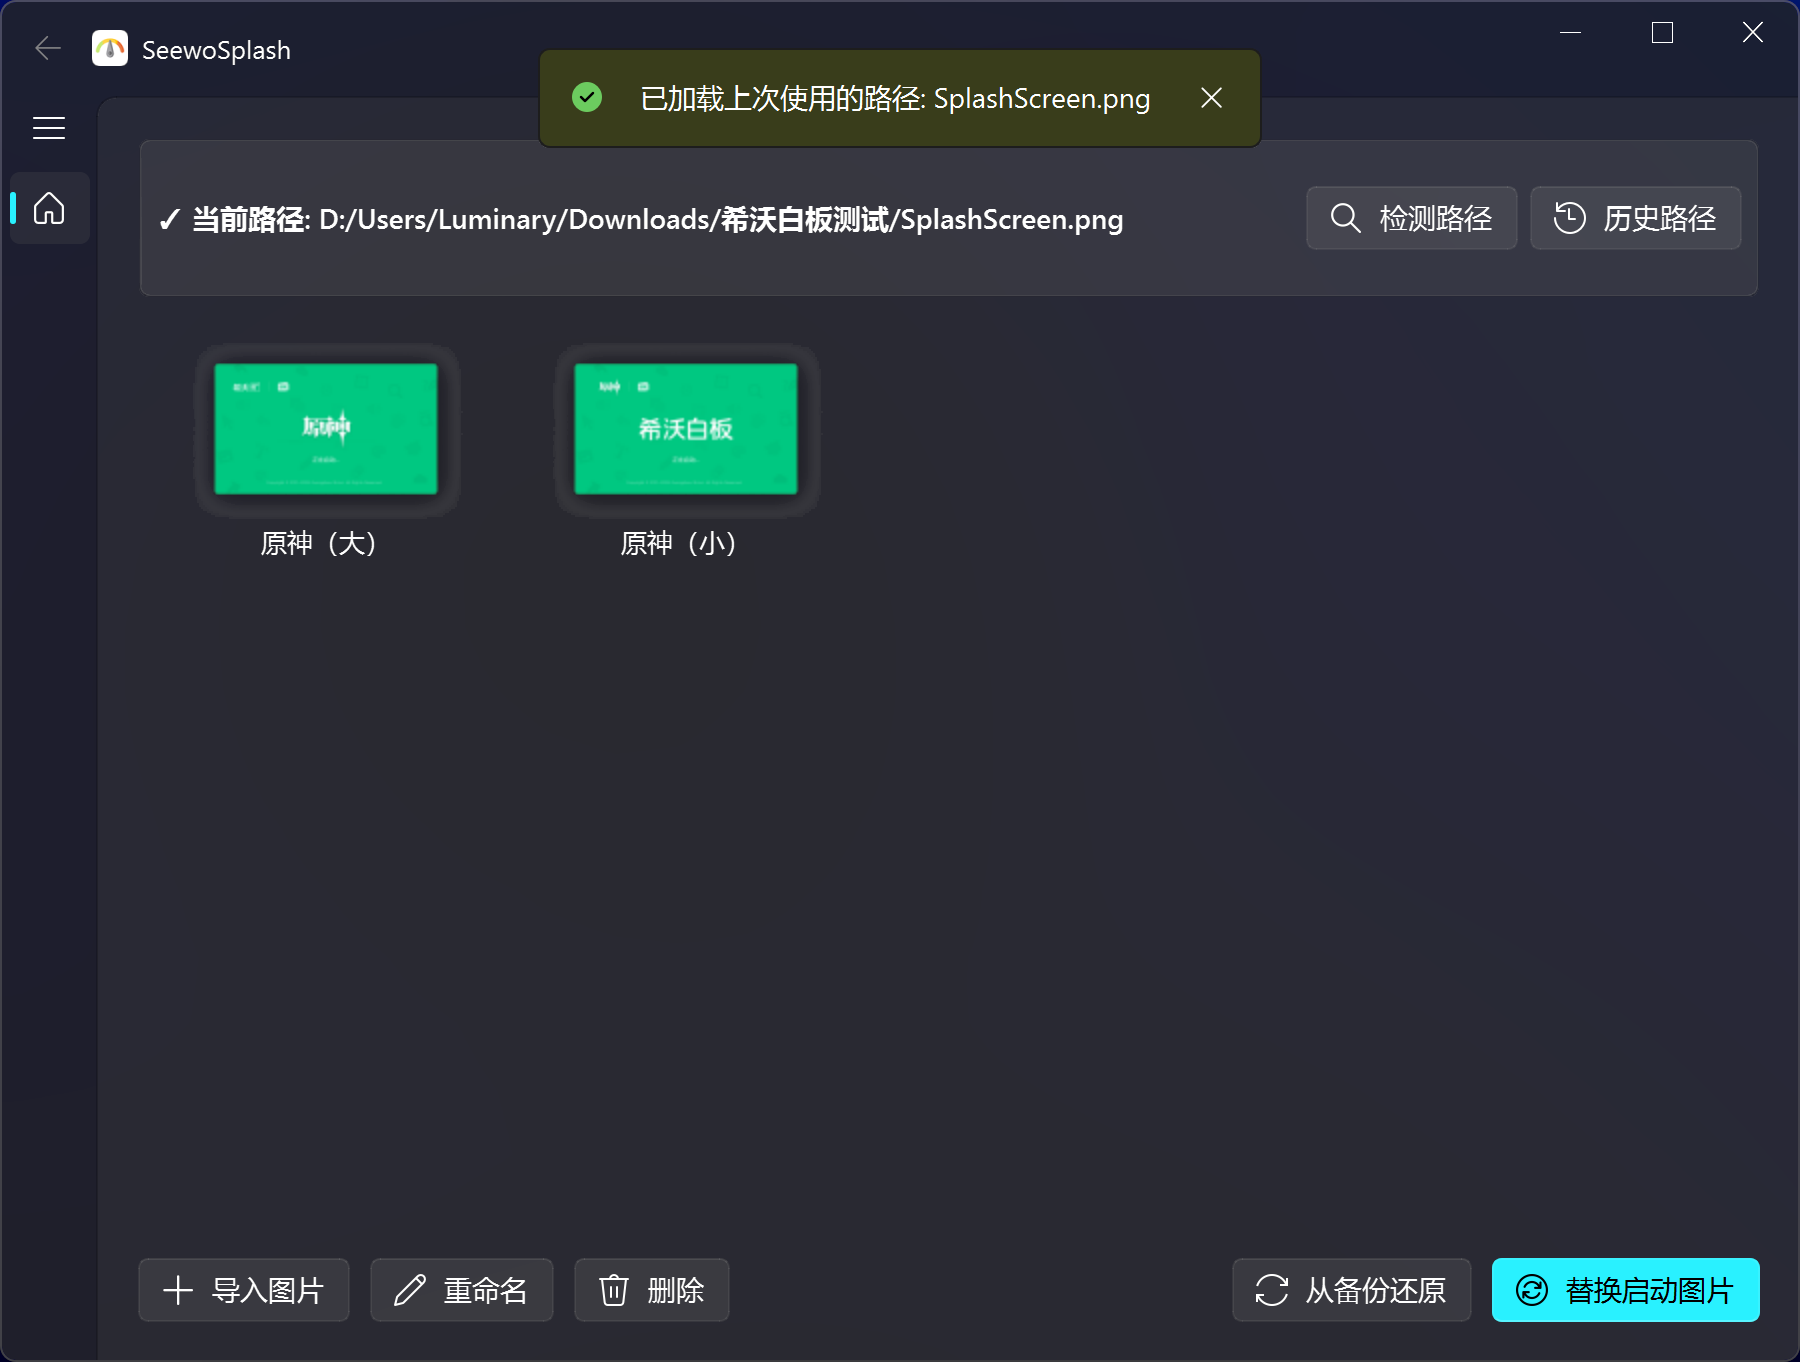 SeewoSplash
已加载上次使用的路径: SplashScreen.png
✓ 当前路径: D:/Users/Luminary/Downloads/希沃白板测试/SplashScreen.png
检测路径
历史路径
原神
希沃白板
原神（大）
原神（小）
导入图片
重命名
删除
从备份还原
替换启动图片